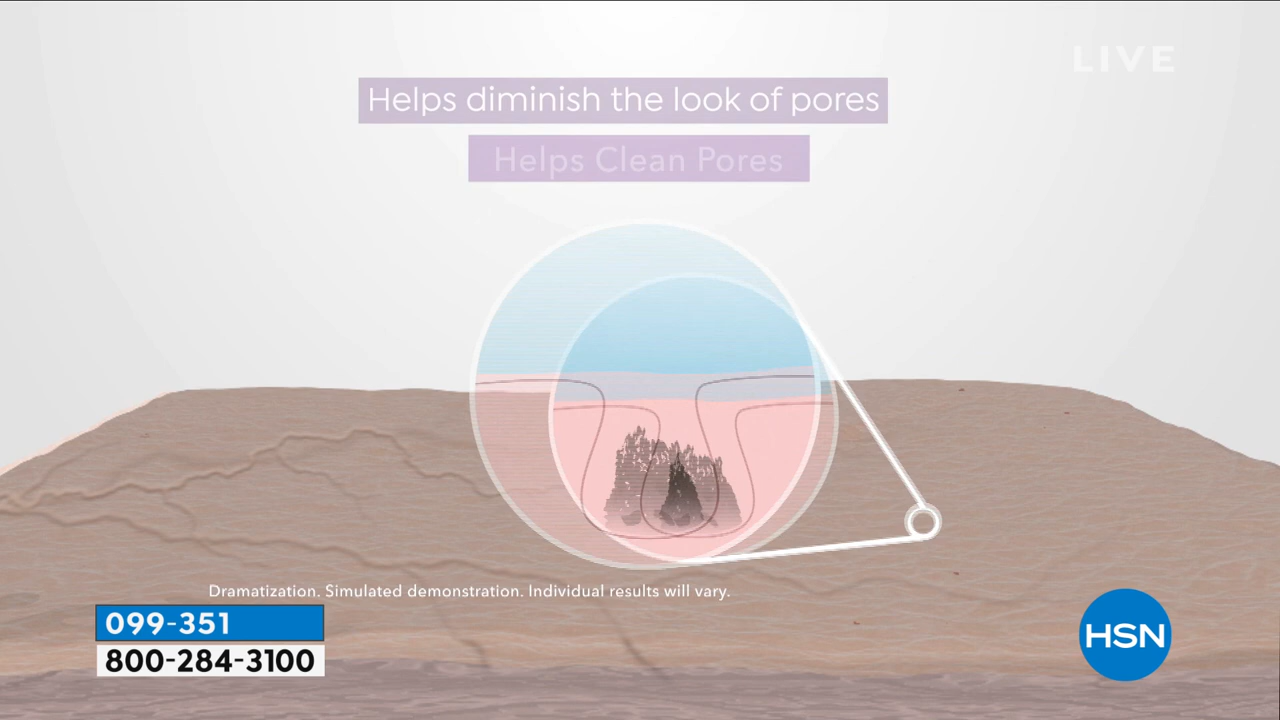 LIVE
Helps diminish the look of pores
Helps Clean Pores
Dramatization. Simulated demonstration. Individual results will vary.
099-351
800-284-3100
HSN